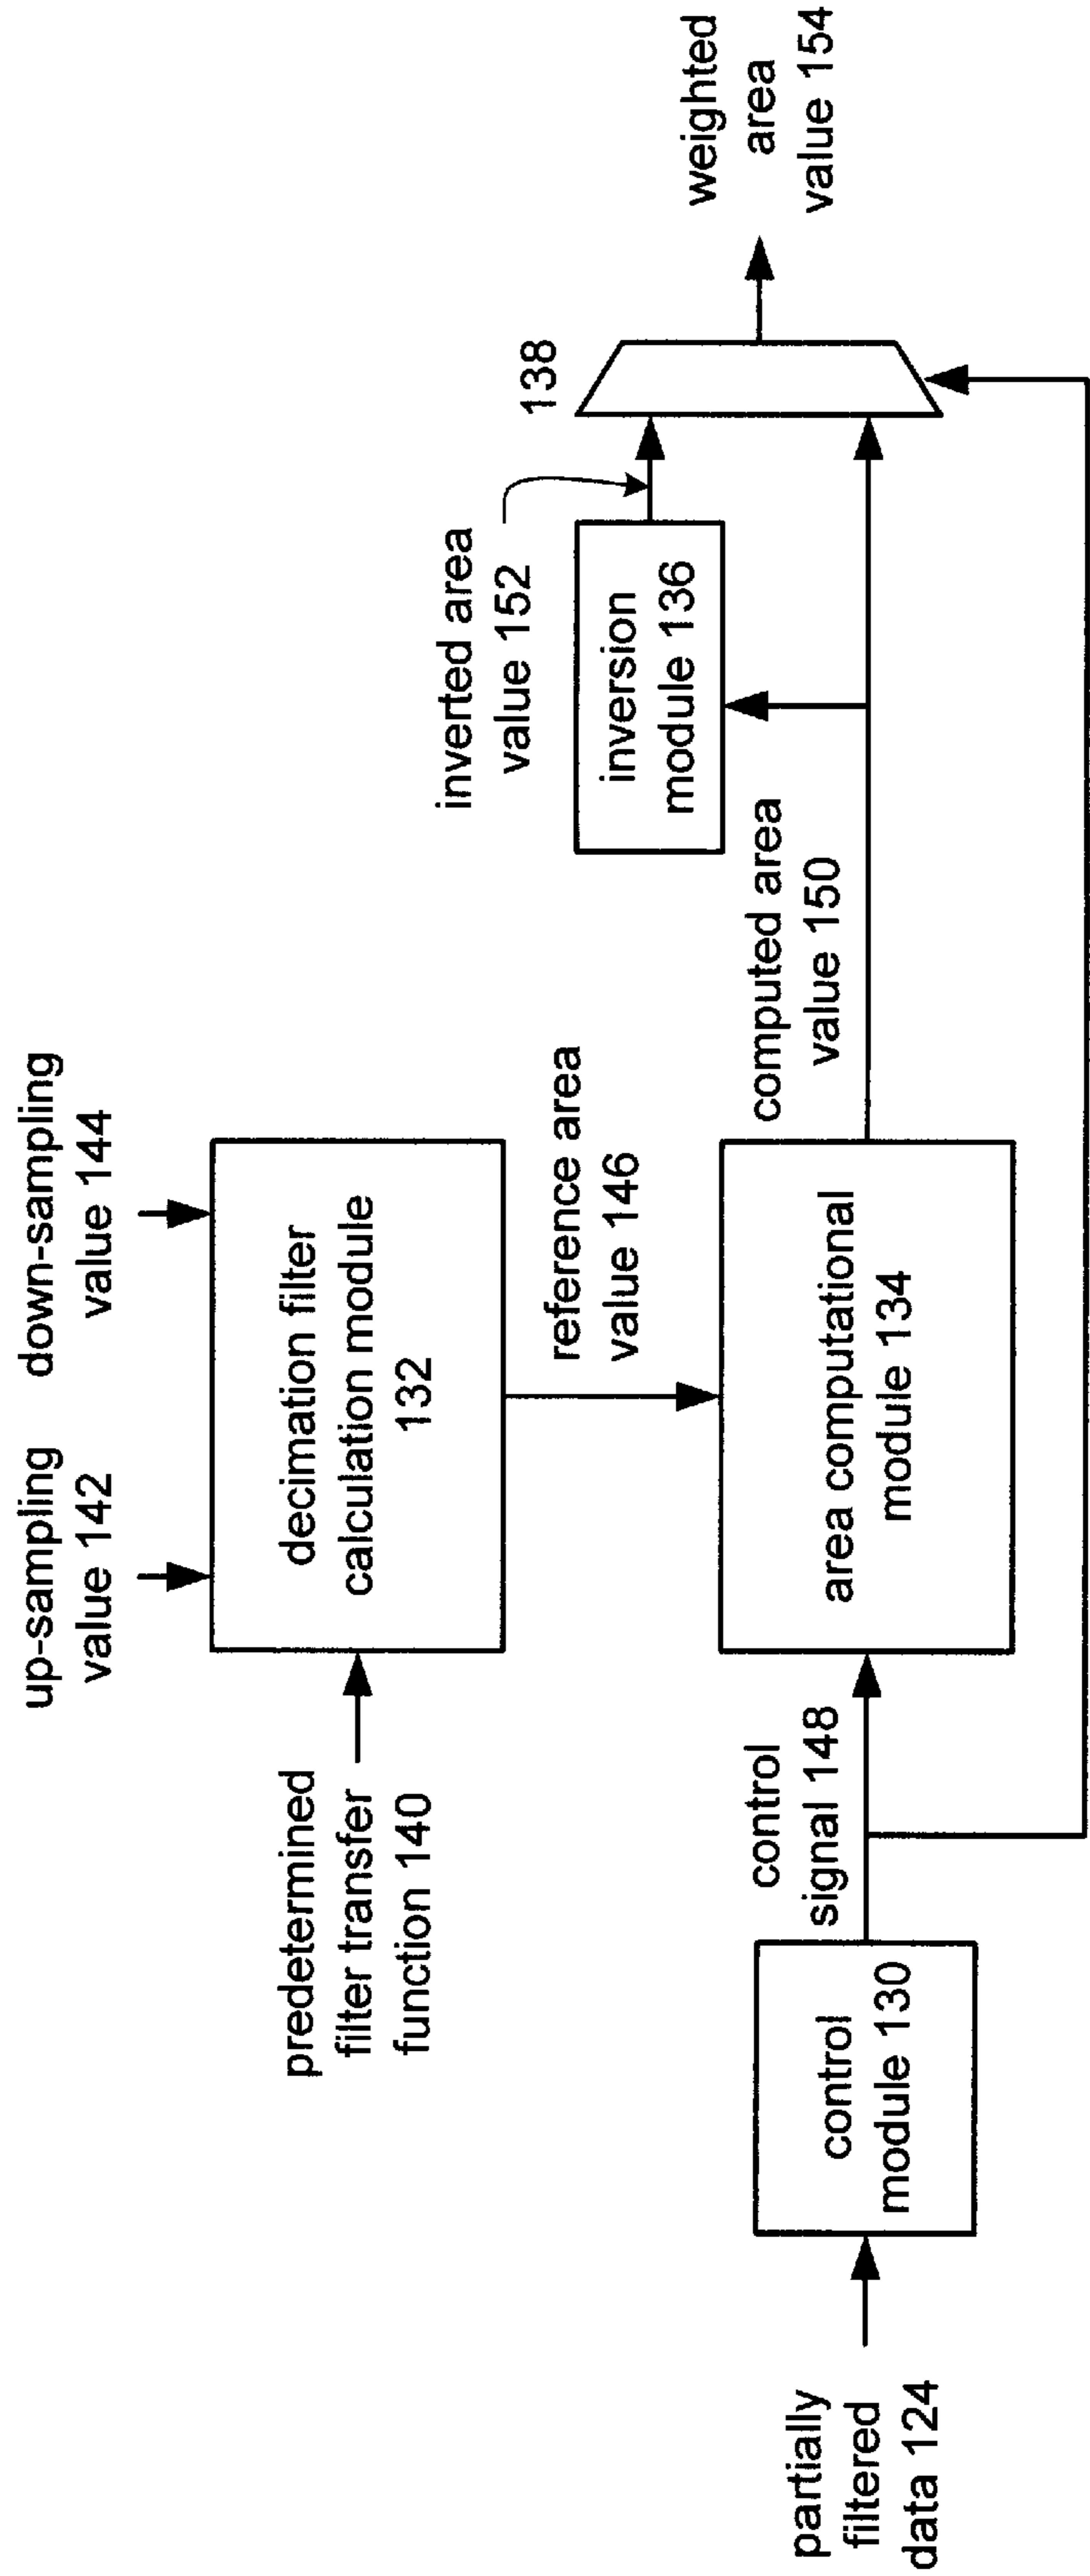 up-sampling
value 142
down-sampling
value 144
predetermined
filter transfer
function 140
decimation filter
calculation module
132
reference area
value 146
partially
filtered
data 124
control
module 130
control
signal 148
area computational
module 134
computed area
value 150
inverted area
value 152
inversion
module 136
138
weighted
area
value 154